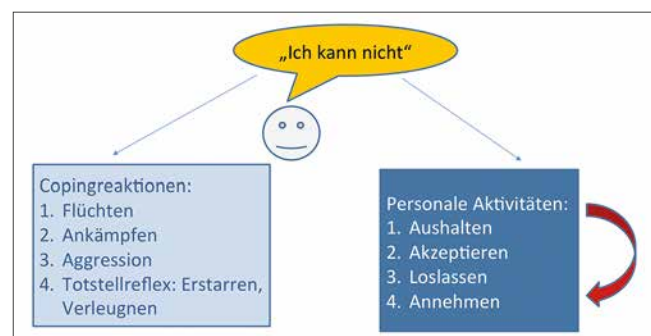 „Ich kann nicht“
Copingreaktionen:
1. Flüchten
2. Ankämpfen
3. Aggression
4. Totstellreflex: Erstarren,
Verleugnen
Personale Aktivitäten:
1. Aushalten
2. Akzeptieren
3. Loslassen
4. Annehmen